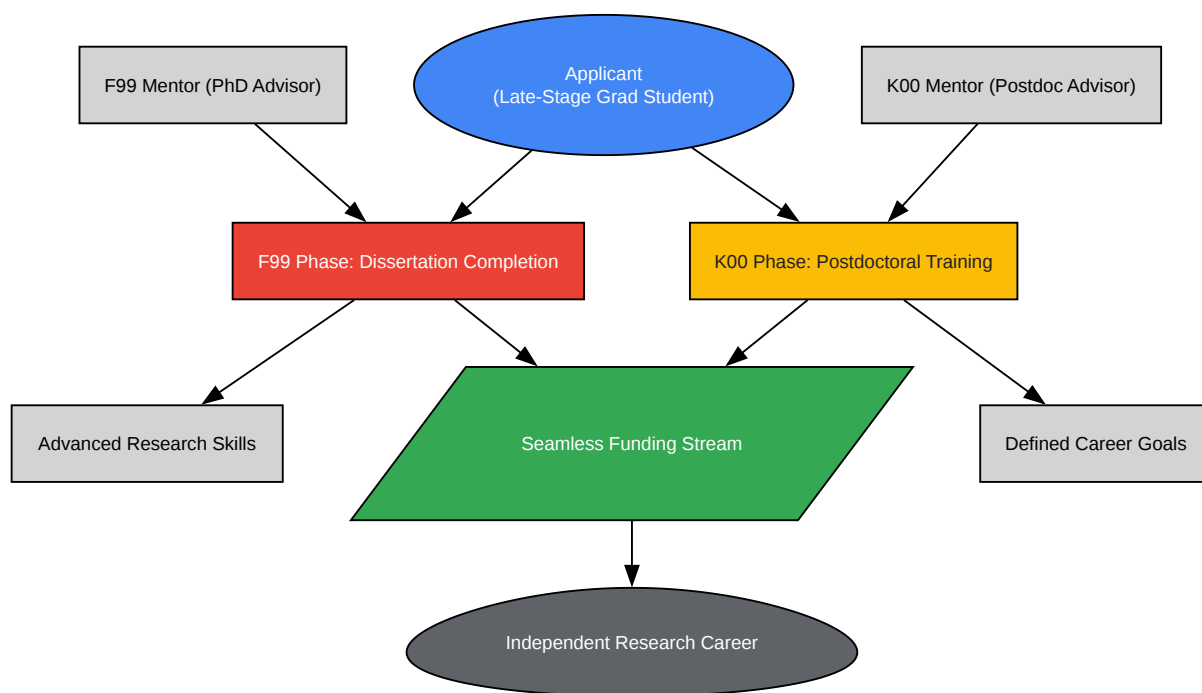 F99 Mentor (PhD Advisor)
Applicant
(Late-Stage Grad Student)
K00 Mentor (Postdoc Advisor)
F99 Phase: Dissertation Completion
K00 Phase: Postdoctoral Training
Advanced Research Skills
Seamless Funding Stream
Defined Career Goals
Independent Research Career